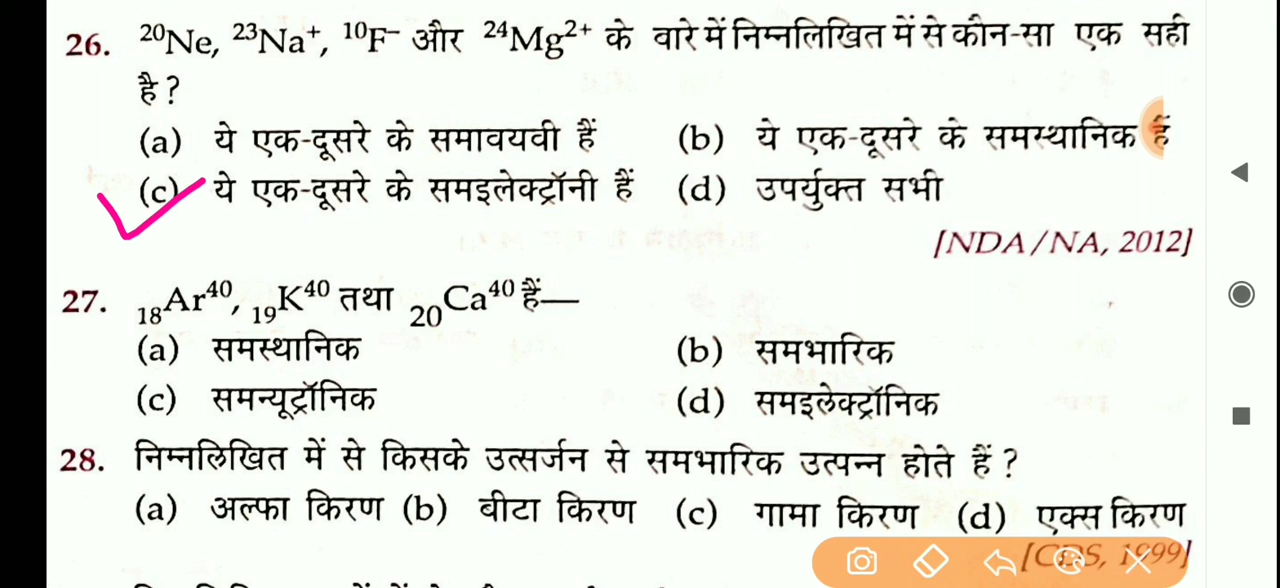 26. ²⁰Ne, ²³Na⁺, ¹⁰F⁻ और ²⁴Mg²⁺ के वारे में निम्नलिखित में से कौन-सा एक सही
है?
(a) ये एक-दूसरे के समावयवी हैं (b) ये एक-दूसरे के समस्थानिक हैं
(c) ये एक-दूसरे के समइलेक्ट्रॉनी हैं (d) उपर्युक्त सभी
[NDA/NA, 2012]
27. ₁₈Ar⁴⁰, ₁₉K⁴⁰ तथा ₂₀Ca⁴⁰ हैं—
(a) समस्थानिक (b) समभारिक
(c) समन्यूट्रॉनिक (d) समइलेक्ट्रॉनिक
28. निम्नलिखित में से किसके उत्सर्जन से समभारिक उत्पन्न होते हैं?
(a) अल्फा किरण (b) बीटा किरण (c) गामा किरण (d) एक्स किरण
[CDS, 1999]